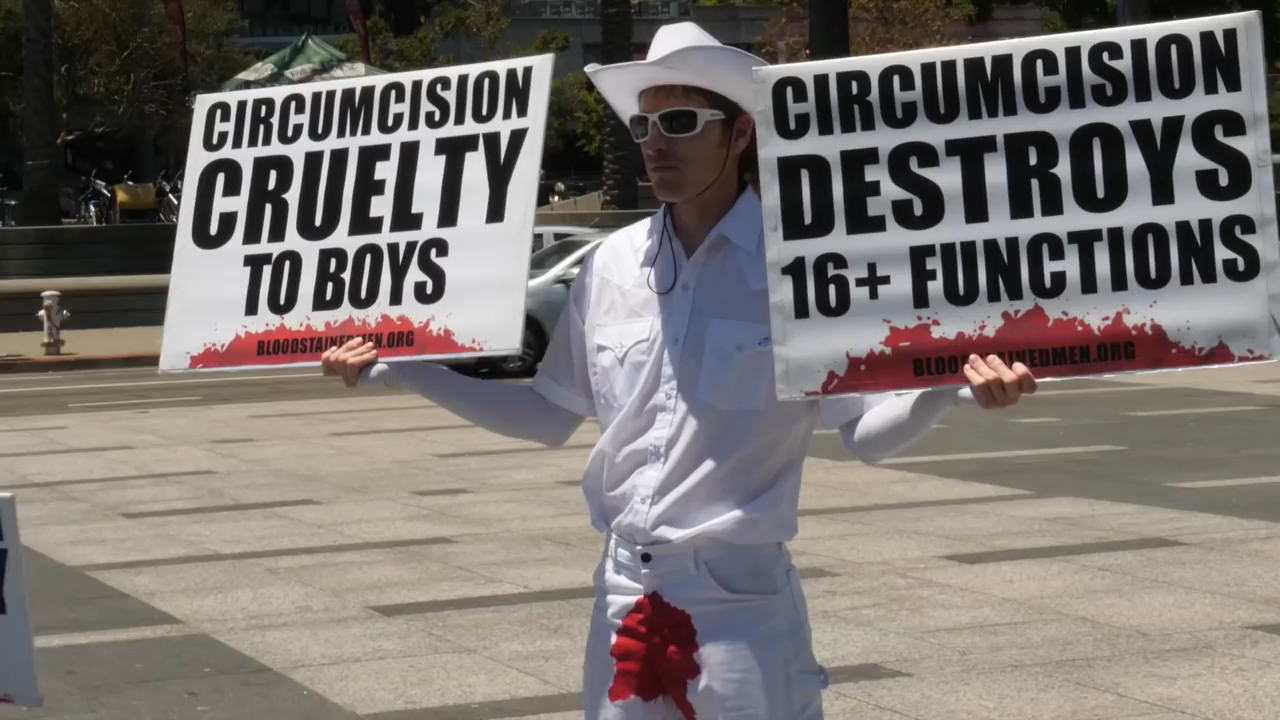 CIRCUMCISION
CRUELTY
TO BOYS
BLOODSTAINEDMEN.ORG
CIRCUMCISION
DESTROYS
16+ FUNCTIONS
BLOODSTAINEDMEN.ORG